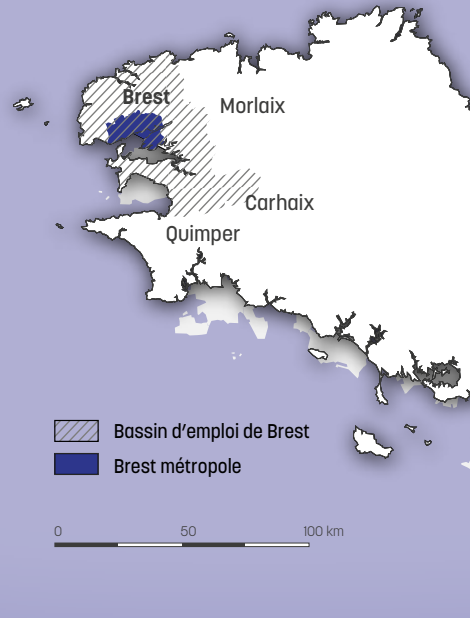 Brest
Morlaix
Carhaix
Quimper
Bassin d'emploi de Brest
Brest métropole
0 50 100 km